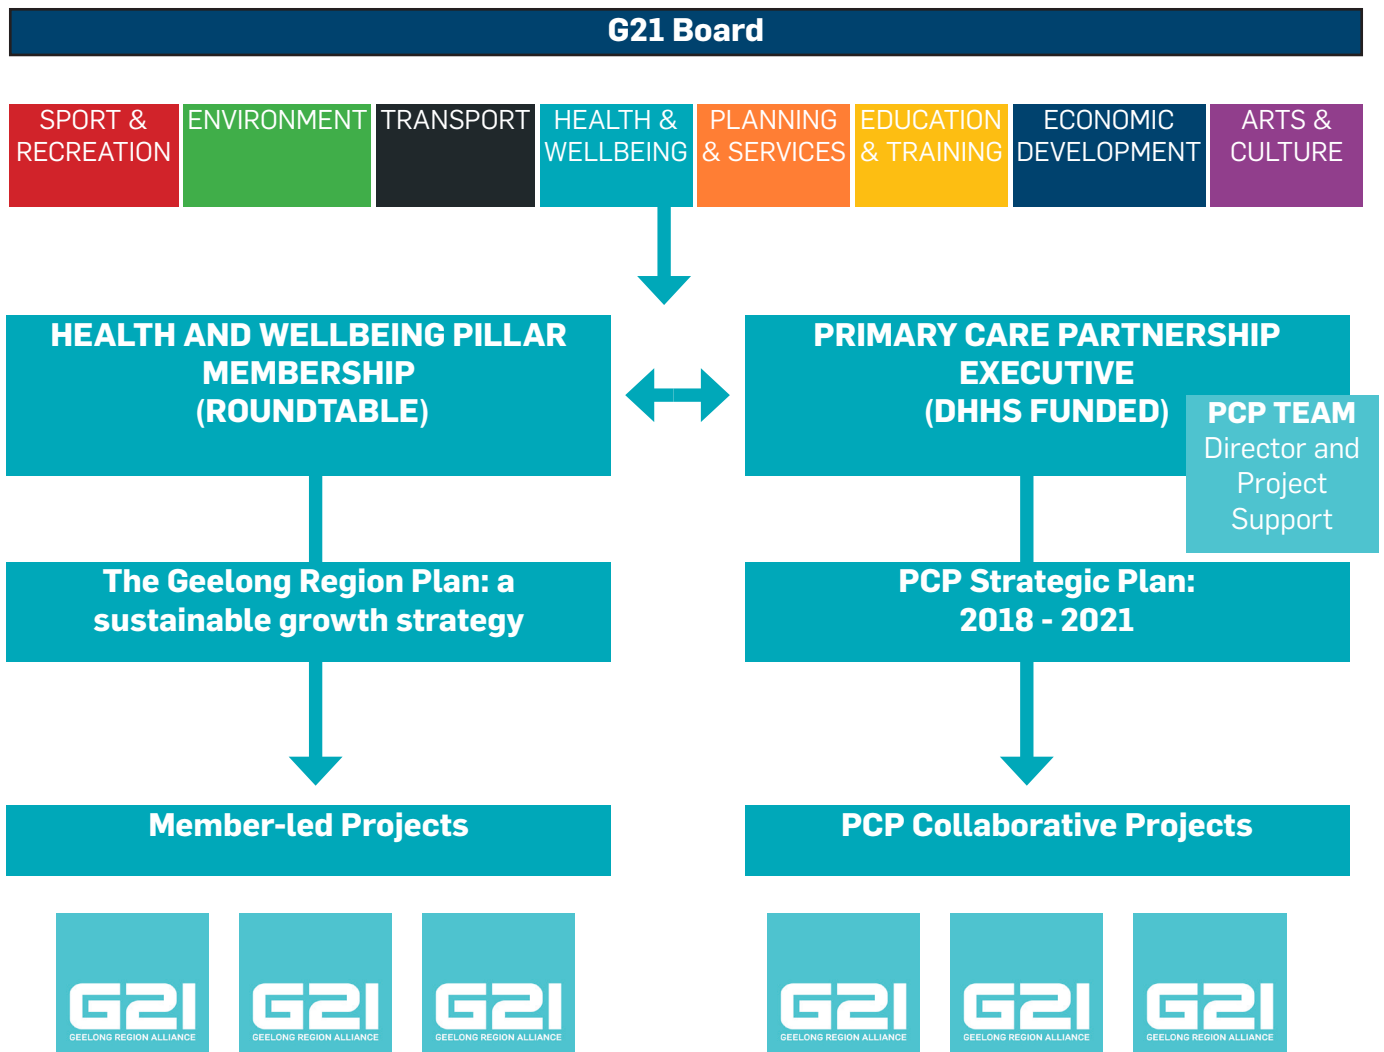 G21 Board
SPORT &
RECREATION
ENVIRONMENT
TRANSPORT
HEALTH &
WELLBEING
PLANNING
& SERVICES
EDUCATION
& TRAINING
ECONOMIC
DEVELOPMENT
ARTS &
CULTURE
HEALTH AND WELLBEING PILLAR
MEMBERSHIP
(ROUNDTABLE)
PRIMARY CARE PARTNERSHIP
EXECUTIVE
(DHHS FUNDED)
PCP TEAM
Director and
Project
Support
The Geelong Region Plan: a
sustainable growth strategy
PCP Strategic Plan:
2018 - 2021
Member-led Projects
PCP Collaborative Projects
G21
GEELONG REGION ALLIANCE
G21
GEELONG REGION ALLIANCE
G21
GEELONG REGION ALLIANCE
G21
GEELONG REGION ALLIANCE
G21
GEELONG REGION ALLIANCE
G21
GEELONG REGION ALLIANCE